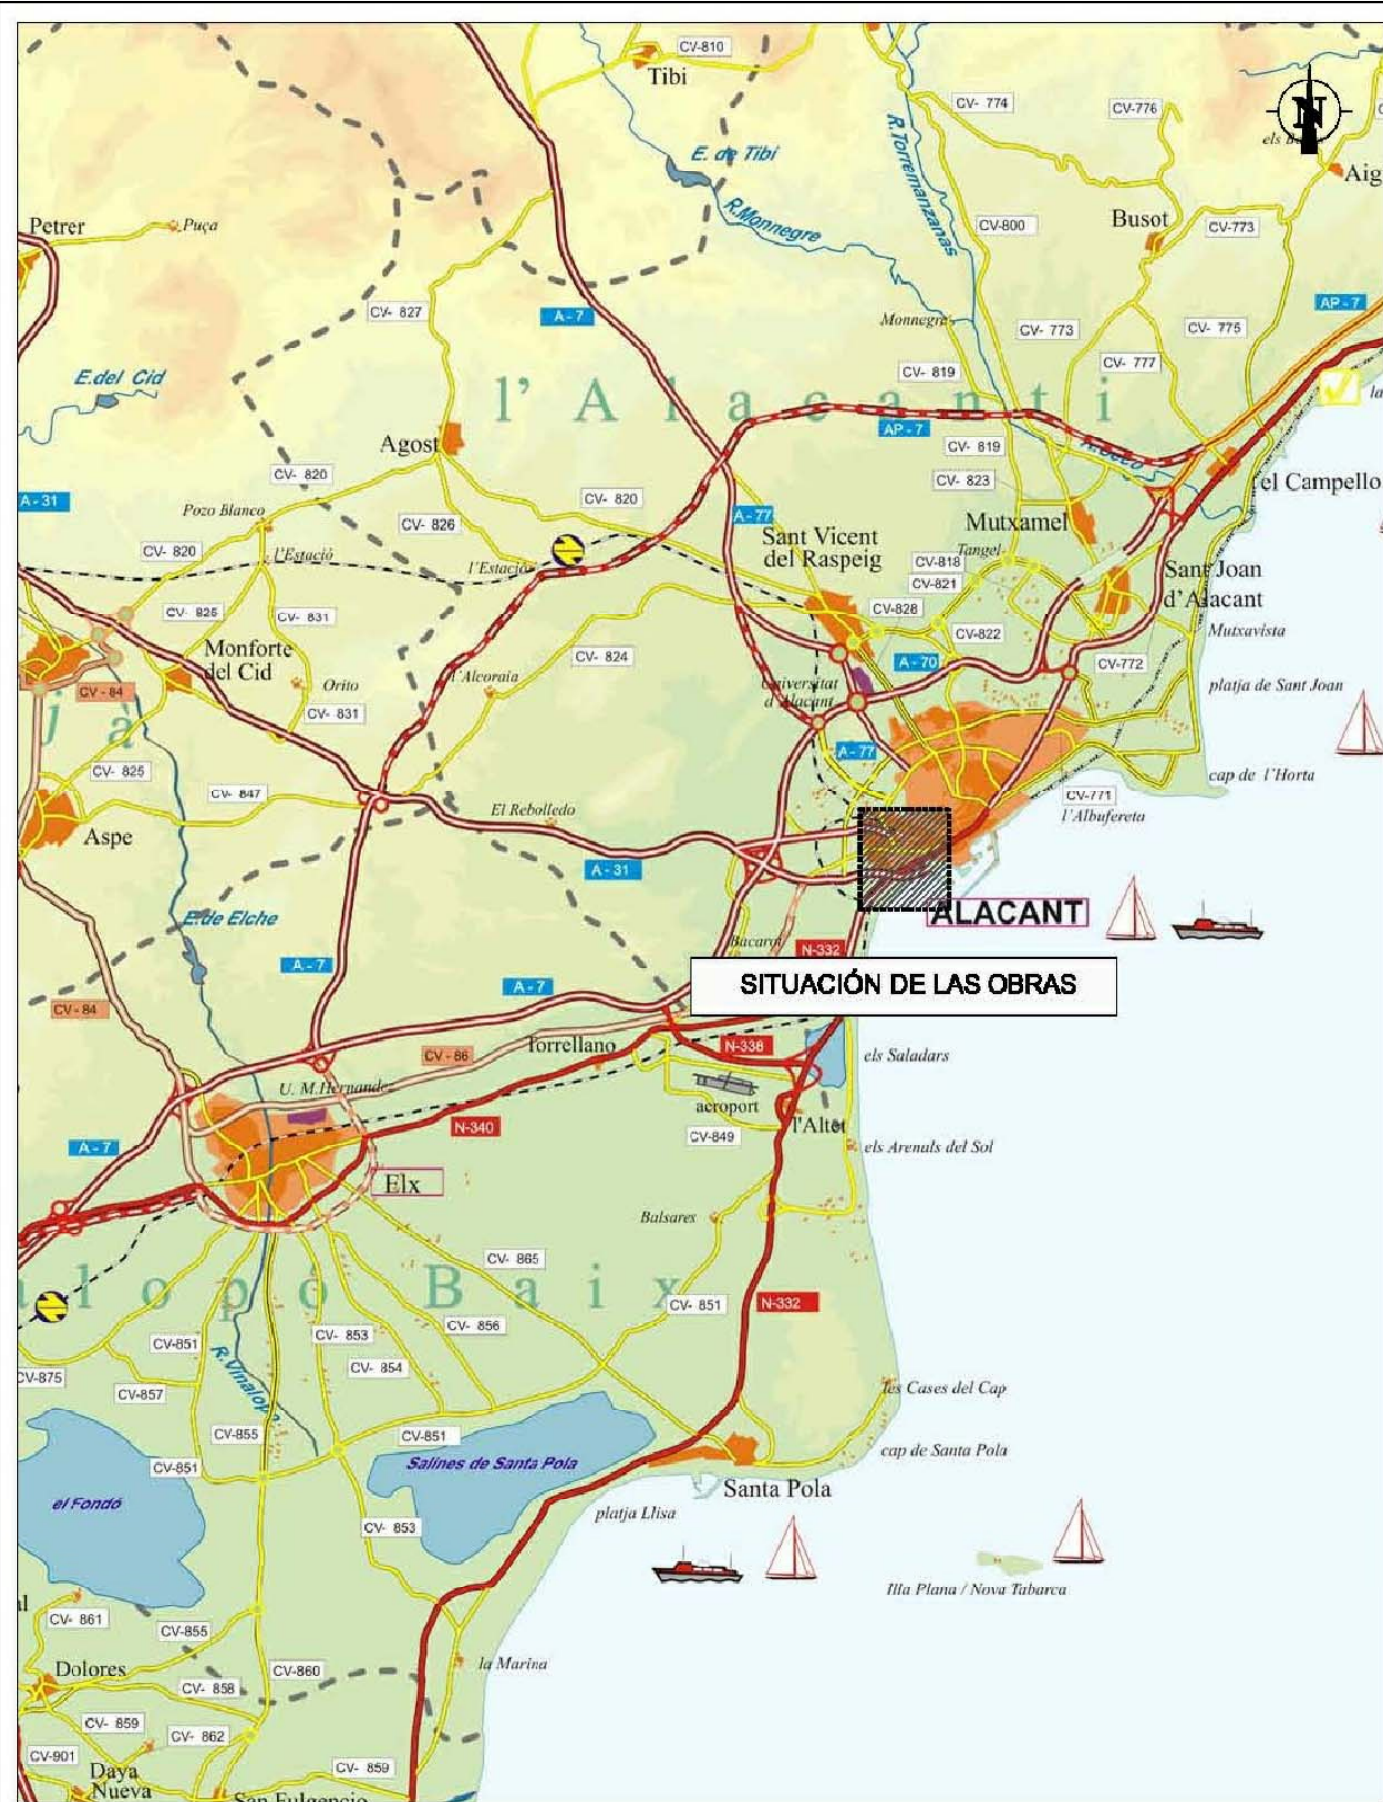 CV-810
Tibi
CV- 774
CV-776
N
els
Aig
E. de Tibi
R.Torremanzanas
R.Monnegre
Petrer
Puça
CV-800
Busot
CV-773
CV- 827
A-7
AP-7
Monnegre
CV- 773
CV- 775
CV- 777
E.del Cid
CV- 819
la
l' A l a c a n t i
AP-7
Agost
CV- 819
CV- 820
CV- 823
el Campello
A-31
Pozo Blanco
CV- 820
CV- 826
A-77
Mutxamel
Sant Vicent
del Raspeig
CV- 820
l'Estació
l'Estació
Tangel
CV-818
CV-821
Sant Joan
d'Alacant
CV- 825
CV- 831
CV-828
CV-822
Mutxavista
Monforte
del Cid
CV- 824
A-70
CV-772
CV-84
Orito
l'Alcoraia
Universitat
d'Alacant
platja de Sant Joan
CV- 831
j à
A-77
CV- 825
cap de l'Horta
CV- 847
El Rebolledo
CV-771
l'Albufereta
Aspe
A-31
E.de Elche
ALACANT
Bacarot
N-332
A-7
SITUACIÓN DE LAS OBRAS
A-7
CV-84
Torrellano
N-338
CV-86
els Saladars
U. M.Hernandez
aeroport
l'Altet
N-340
CV-849
A-7
els Arenals del Sol
Elx
Balsares
CV- 865
a l o p ó B a i x
CV- 851
N-332
CV- 856
CV- 853
CV-851
R.Vinalopo
CV- 854
CV-875
CV-857
les Cases del Cap
CV-855
CV-851
cap de Santa Pola
CV-851
Salines de Santa Pola
Santa Pola
el Fondó
platja Llisa
CV- 853
Illa Plana / Nova Tabarca
CV- 861
CV-855
la Marina
Dolores
CV-860
CV- 858
CV- 859
CV- 862
CV-901
CV- 859
Daya
Nueva
San Fulgencio